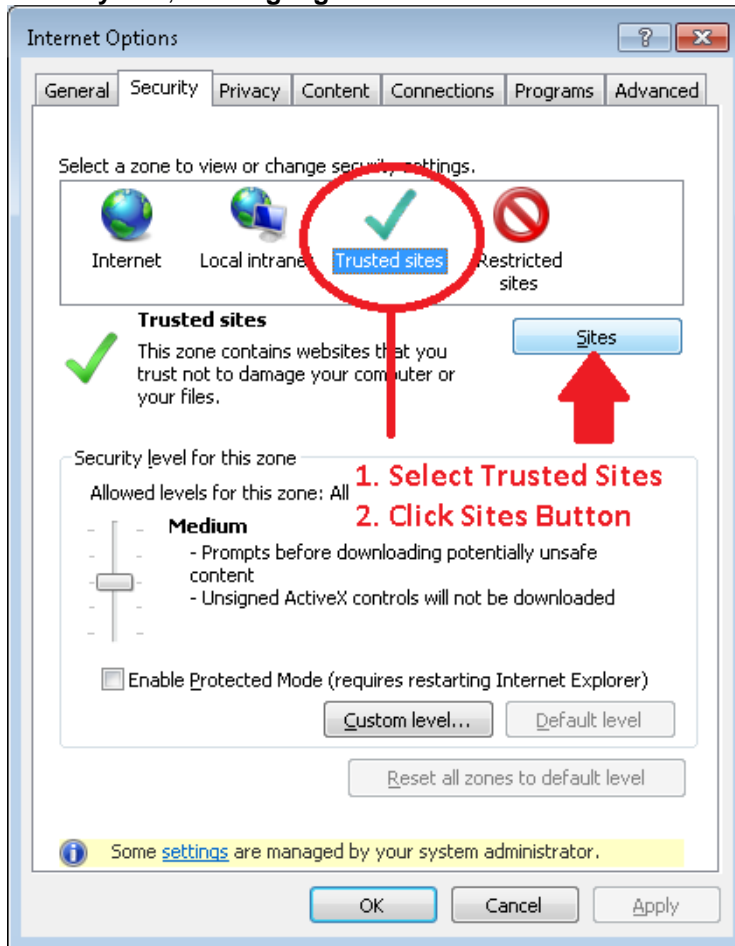 Internet Options
General Security Privacy Content Connections Programs Advanced
Select a zone to view or change security settings.
Internet Local intranet Trusted sites Restricted
sites
Trusted sites
Sites
This zone contains websites that you
trust not to damage your computer or
your files.
Security level for this zone
Allowed levels for this zone: All
1. Select Trusted Sites
2. Click Sites Button
Medium
- Prompts before downloading potentially unsafe
content
- Unsigned ActiveX controls will not be downloaded
Enable Protected Mode (requires restarting Internet Explorer)
Custom level... Default level
Reset all zones to default level
Some settings are managed by your system administrator.
OK Cancel Apply